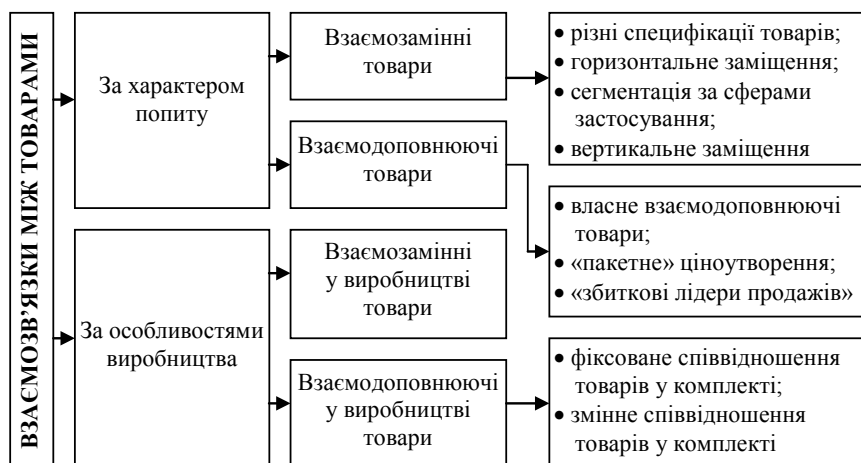 ВЗАЄМОЗВ’ЯЗКИ МІЖ ТОВАРАМИ
За характером
попиту
Взаємозамінні
товари
• різні специфікації товарів;
• горизонтальне заміщення;
• сегментація за сферами
застосування;
• вертикальне заміщення
Взаємодоповнюючі
товари
• власне взаємодоповнюючі
товари;
• «пакетне» ціноутворення;
• «збиткові лідери продажів»
За особливостями
виробництва
Взаємозамінні
у виробництві
товари
Взаємодоповнюючі
у виробництві
товари
• фіксоване співвідношення
товарів у комплекті;
• змінне співвідношення
товарів у комплекті